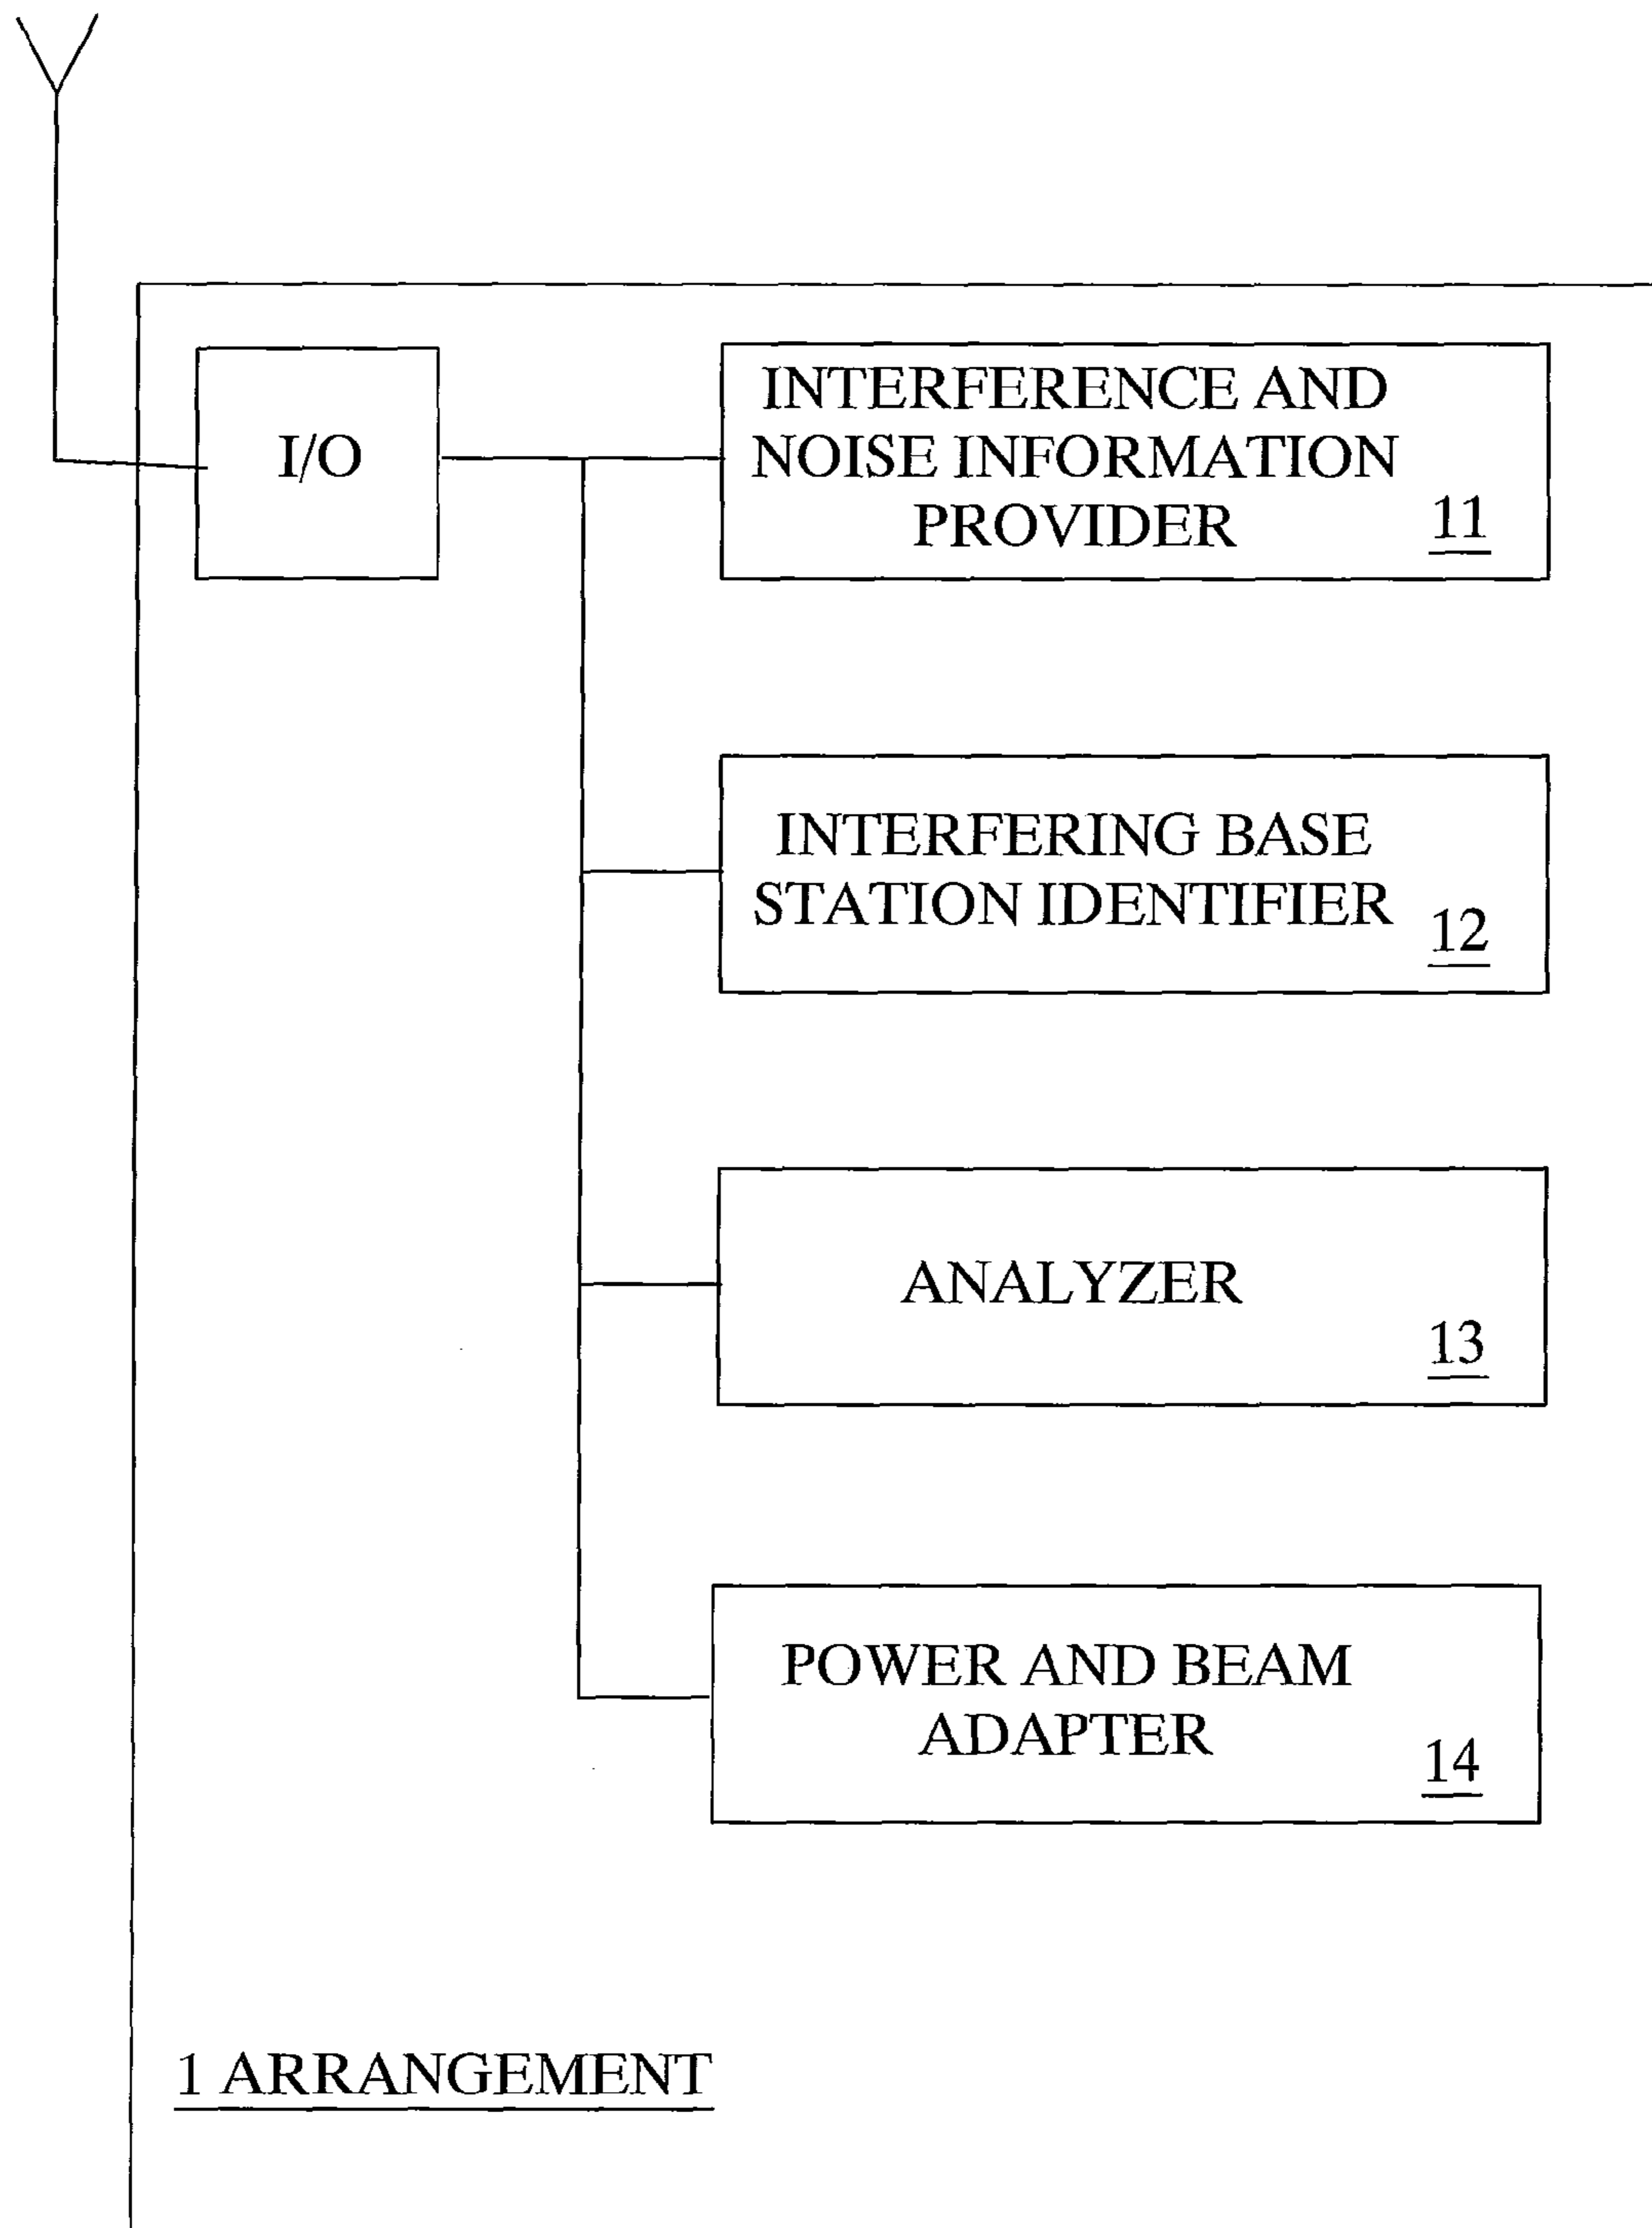 I/O
INTERFERENCE AND
NOISE INFORMATION
PROVIDER
11
INTERFERING BASE
STATION IDENTIFIER
12
ANALYZER
13
POWER AND BEAM
ADAPTER
14
1 ARRANGEMENT